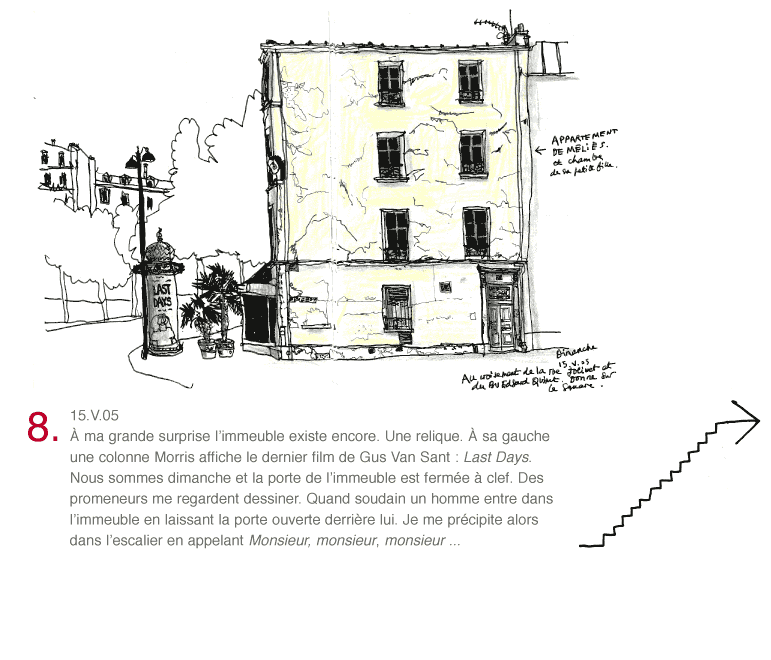 APPARTEMENT
DE MÉLIÈS.
et chambre
de sa petite fille.
LAST
DAYS
Dimanche
15.V.05
Au croisement de la rue Jolivet et
du Bd Edgard Quinet. Donne sur
le square.
8.
15.V.05
À ma grande surprise l’immeuble existe encore. Une relique. À sa gauche
une colonne Morris affiche le dernier film de Gus Van Sant : Last Days.
Nous sommes dimanche et la porte de l’immeuble est fermée à clef. Des
promeneurs me regardent dessiner. Quand soudain un homme entre dans
l’immeuble en laissant la porte ouverte derrière lui. Je me précipite alors
dans l’escalier en appelant Monsieur, monsieur, monsieur ...